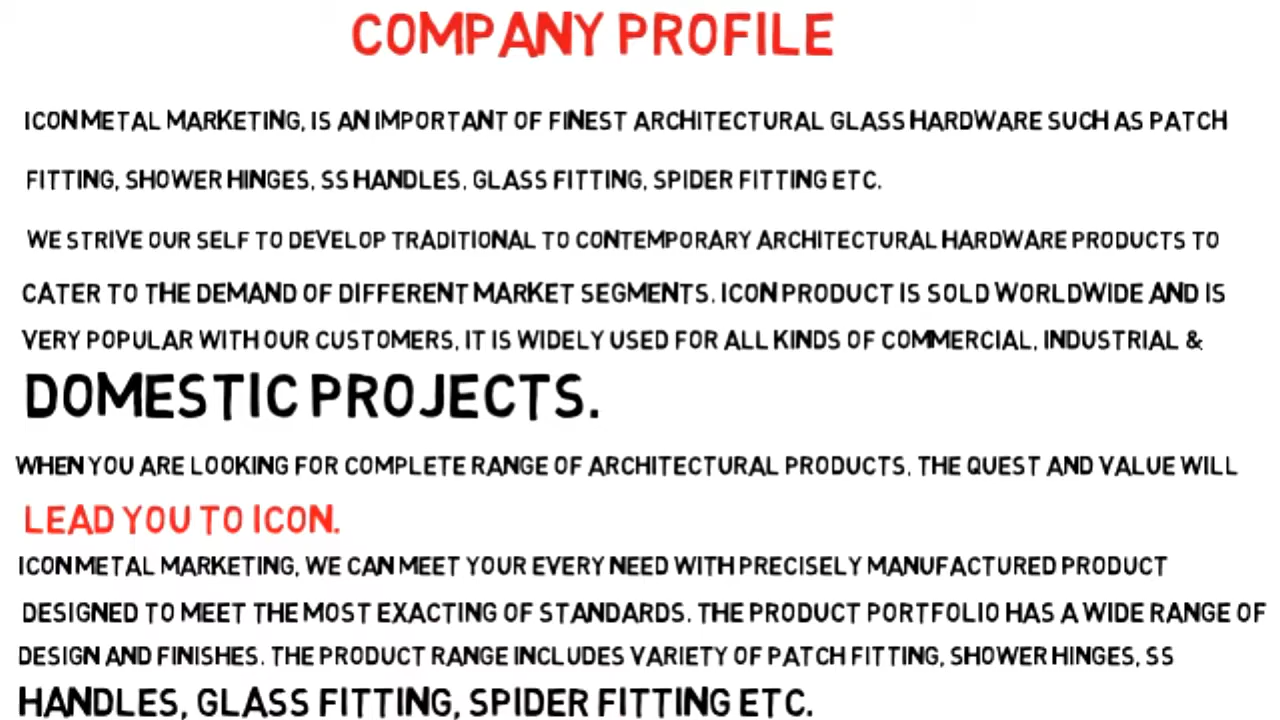 COMPANY PROFILE
ICON METAL MARKETING, IS AN IMPORTANT OF FINEST ARCHITECTURAL GLASS HARDWARE SUCH AS PATCH
FITTING, SHOWER HINGES, SS HANDLES, GLASS FITTING, SPIDER FITTING ETC.
WE STRIVE OUR SELF TO DEVELOP TRADITIONAL TO CONTEMPORARY ARCHITECTURAL HARDWARE PRODUCTS TO
CATER TO THE DEMAND OF DIFFERENT MARKET SEGMENTS. ICON PRODUCT IS SOLD WORLDWIDE AND IS
VERY POPULAR WITH OUR CUSTOMERS, IT IS WIDELY USED FOR ALL KINDS OF COMMERCIAL, INDUSTRIAL &
DOMESTIC PROJECTS.
WHEN YOU ARE LOOKING FOR COMPLETE RANGE OF ARCHITECTURAL PRODUCTS, THE QUEST AND VALUE WILL
LEAD YOU TO ICON.
ICON METAL MARKETING, WE CAN MEET YOUR EVERY NEED WITH PRECISELY MANUFACTURED PRODUCT
DESIGNED TO MEET THE MOST EXACTING OF STANDARDS. THE PRODUCT PORTFOLIO HAS A WIDE RANGE OF
DESIGN AND FINISHES. THE PRODUCT RANGE INCLUDES VARIETY OF PATCH FITTING, SHOWER HINGES, SS
HANDLES, GLASS FITTING, SPIDER FITTING ETC.